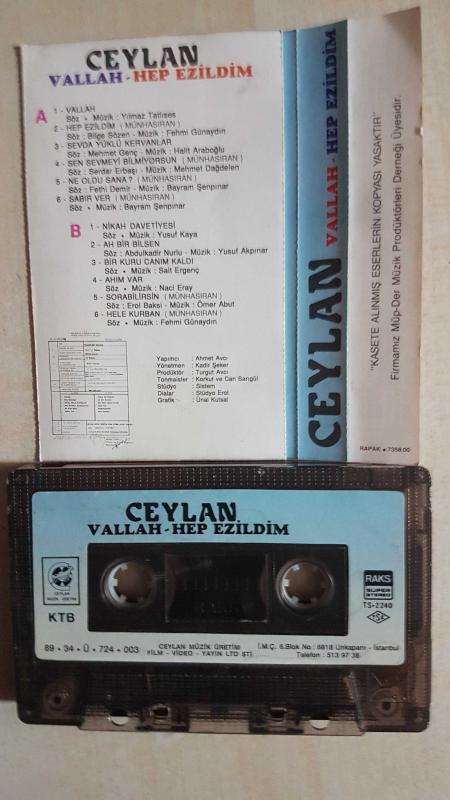 CEYLAN
VALLAH - HEP EZİLDİM
A
1 - VALLAH
Söz + Müzik : Yılmaz Tatlıses
2 - HEP EZİLDİM ( MÜNHASIRAN )
Söz : Bilge Sözen - Müzik : Fehmi Günaydın
3 - SEVDA YÜKLÜ KERVANLAR
Söz : Mehmet Genç - Müzik : Halit Araboğlu
4 - SEN SEVMEYİ BİLMİYORSUN ( MÜNHASIRAN )
Söz : Serdar Erbaşı - Müzik : Mehmet Dağdelen
5 - NE OLDU SANA ? ( MÜNHASIRAN )
Söz : Fethi Demir - Müzik : Bayram Şenpınar
6 - SABIR VER ( MÜNHASIRAN )
Söz + Müzik : Bayram Şenpınar
B
1 - NİKAH DAVETİYESİ
Söz + Müzik : Yusuf Kaya
2 - AH BİR BİLSEN
Söz : Abdulkadir Nurlu - Müzik : Yusuf Akpınar
3 - BİR KURU CANIM KALDI
Söz + Müzik : Sait Ergenç
4 - AHIM VAR
Söz + Müzik : Naci Eray
5 - SORABİLİRSİN ( MÜNHASIRAN )
Söz : Erol Baksi - Müzik : Ömer Abut
6 - HELE KURBAN ( MÜNHASIRAN )
Söz + Müzik : Fehmi Günaydın
Yapımcı : Ahmet Avcı
Yönetmen : Kadir Şeker
Prodüktör : Turgut Avcı
Tonmaister : Korkut ve Can Sarıgül
Stüdyo : Sistem
Dialar : Stüdyo Erol
Grafik : Ünal Kutsal
CEYLAN VALLAH - HEP EZİLDİM
"KASETE ALINMIŞ ESERLERİN KOPYASI YASAKTIR"
Firmamız Müp-Der Müzik Prodüktörleri Derneği Üyesidir.
RAPAK • 7358.00
CEYLAN
VALLAH - HEP EZİLDİM
CEYLAN
MÜZİK ÜRETİM
KTB
RAKS
SÜPER
STEREO
TS-2240
TSE
89 • 34 • Ü • 724 • 003
CEYLAN MÜZİK ÜRETİM
FİLM - VİDEO - YAYIN LTD ŞTİ
İ.M.Ç. 6.Blok No : 6618 Unkapanı - İstanbul
Telefon : 513 97 38